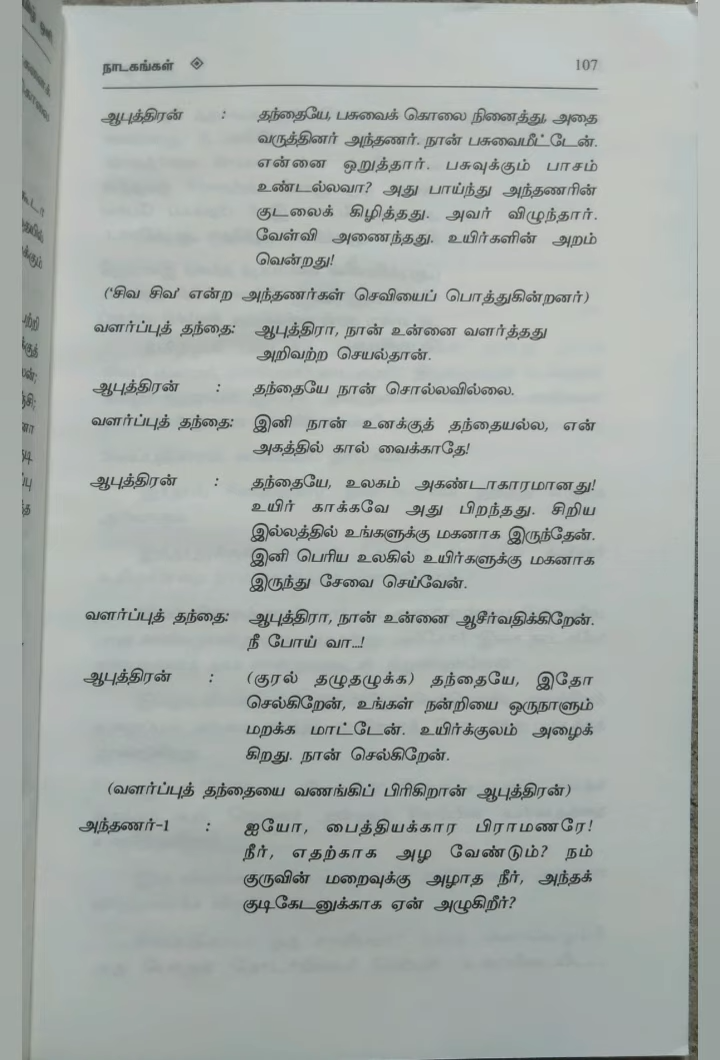 நாடகங்கள் ◈ 107
ஆபுத்திரன் : தந்தையே, பசுவைக் கொலை நினைத்து, அதை
வருத்தினர் அந்தணர். நான் பசுவைமீட்டேன்.
என்னை ஒறுத்தார். பசுவுக்கும் பாசம்
உண்டல்லவா? அது பாய்ந்து அந்தணரின்
குடலைக் கிழித்தது. அவர் விழுந்தார்.
வேள்வி அணைந்தது. உயிர்களின் அறம்
வென்றது!
('சிவ சிவ' என்ற அந்தணர்கள் செவியைப் பொத்துகின்றனர்)
வளர்ப்புத் தந்தை: ஆபுத்திரா, நான் உன்னை வளர்த்தது
அறிவற்ற செயல்தான்.
ஆபுத்திரன் : தந்தையே நான் சொல்லவில்லை.
வளர்ப்புத் தந்தை: இனி நான் உனக்குத் தந்தையல்ல, என்
அகத்தில் கால் வைக்காதே!
ஆபுத்திரன் : தந்தையே, உலகம் அகண்டாகாரமானது!
உயிர் காக்கவே அது பிறந்தது. சிறிய
இல்லத்தில் உங்களுக்கு மகனாக இருந்தேன்.
இனி பெரிய உலகில் உயிர்களுக்கு மகனாக
இருந்து சேவை செய்வேன்.
வளர்ப்புத் தந்தை: ஆபுத்திரா, நான் உன்னை ஆசீர்வதிக்கிறேன்.
நீ போய் வா...!
ஆபுத்திரன் : (குரல் தழுதழுக்க) தந்தையே, இதோ
செல்கிறேன், உங்கள் நன்றியை ஒருநாளும்
மறக்க மாட்டேன். உயிர்க்குலம் அழைக்
கிறது. நான் செல்கிறேன்.
(வளர்ப்புத் தந்தையை வணங்கிப் பிரிகிறான் ஆபுத்திரன்)
அந்தணர்-1 : ஐயோ, பைத்தியக்கார பிராமணரே!
நீர், எதற்காக அழ வேண்டும்? நம்
குருவின் மறைவுக்கு அழாத நீர், அந்தக்
குடிகேடனுக்காக ஏன் அழுகிறீர்?